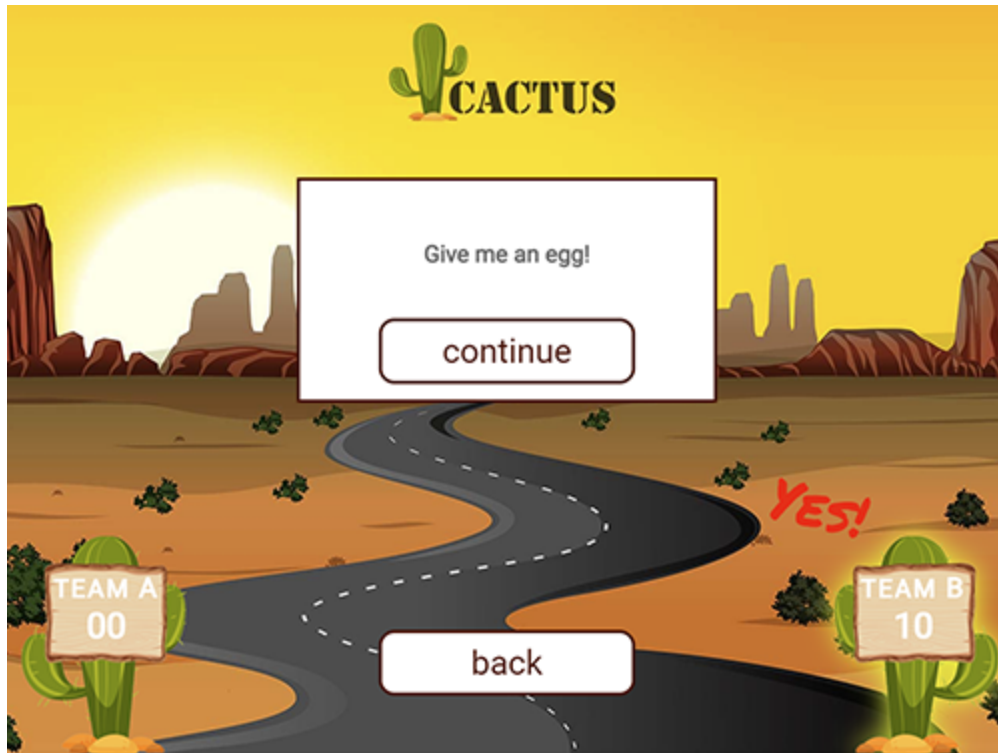 CACTUS
Give me an egg!
continue
YES!
TEAM A
00
TEAM B
10
back